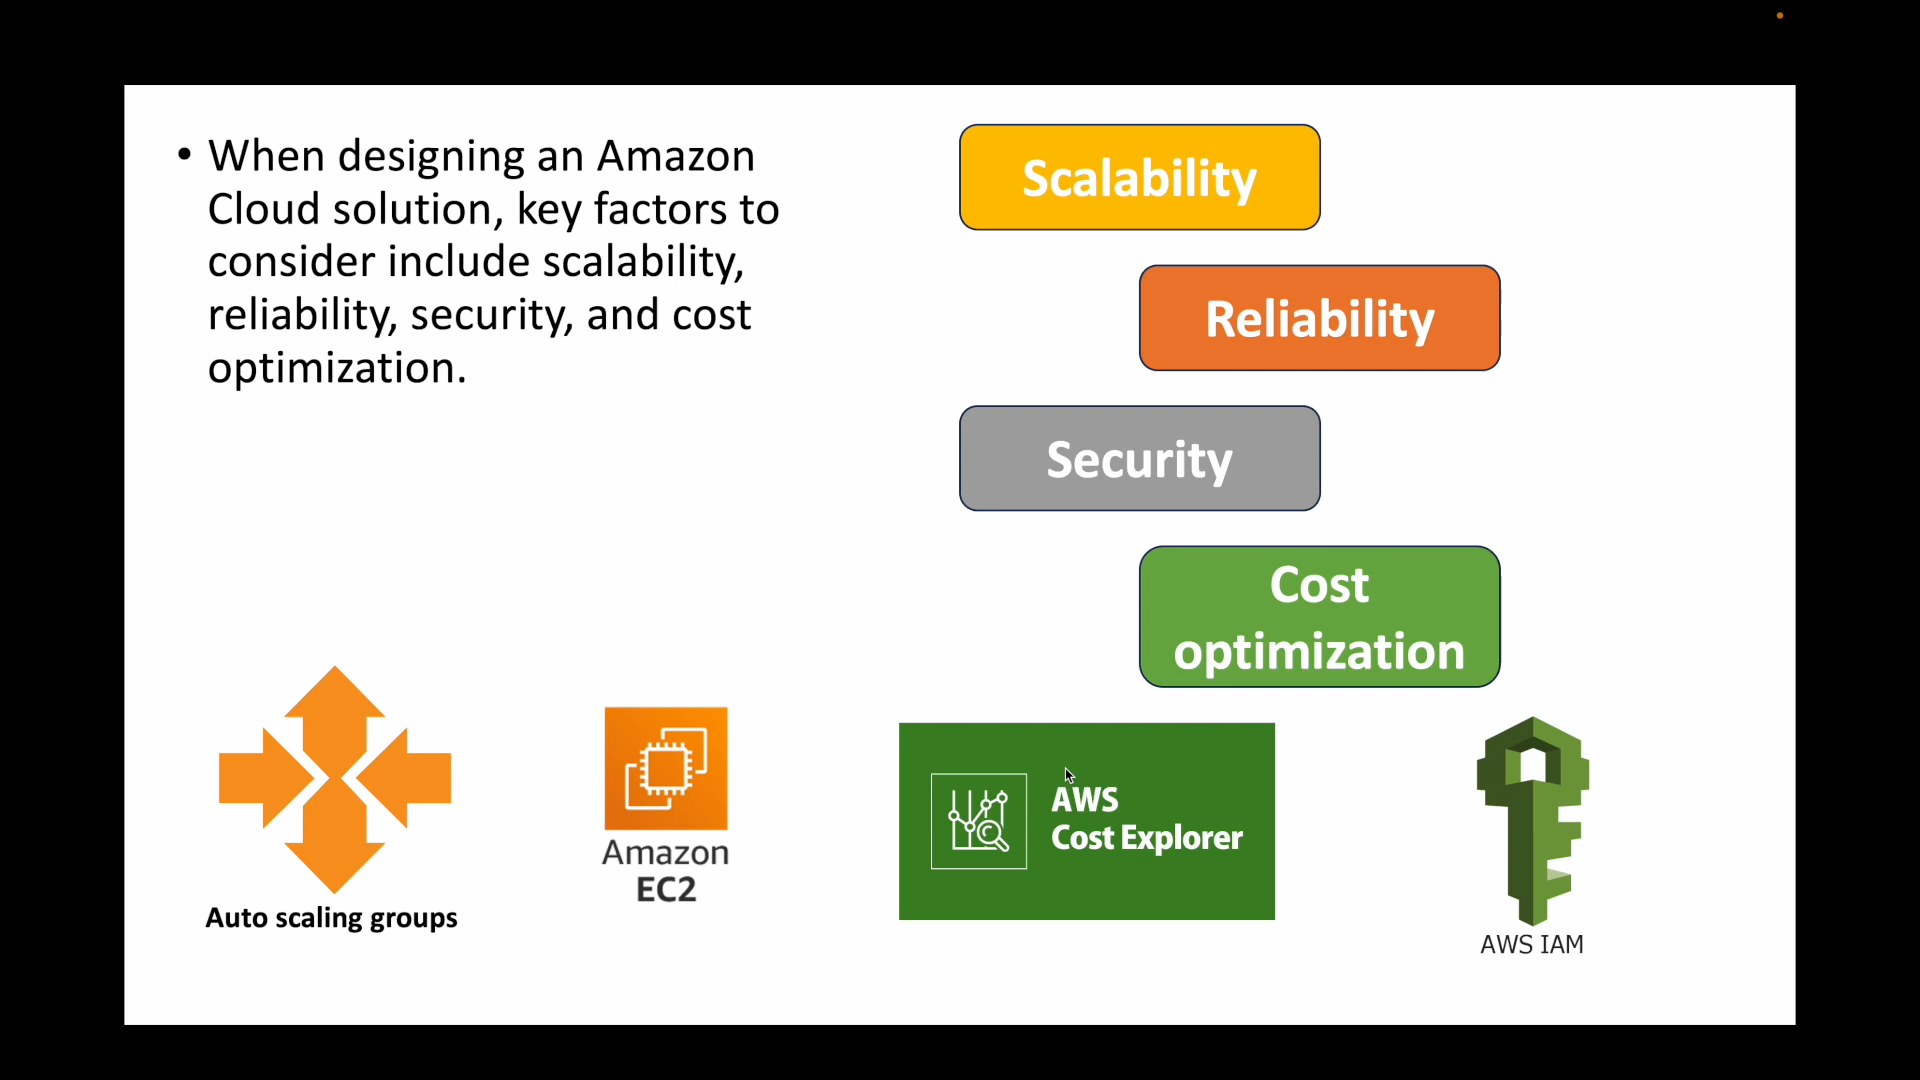 • When designing an Amazon
Cloud solution, key factors to
consider include scalability,
reliability, security, and cost
optimization.
Scalability
Reliability
Security
Cost
optimization
Auto scaling groups
Amazon
EC2
AWS
Cost Explorer
AWS IAM